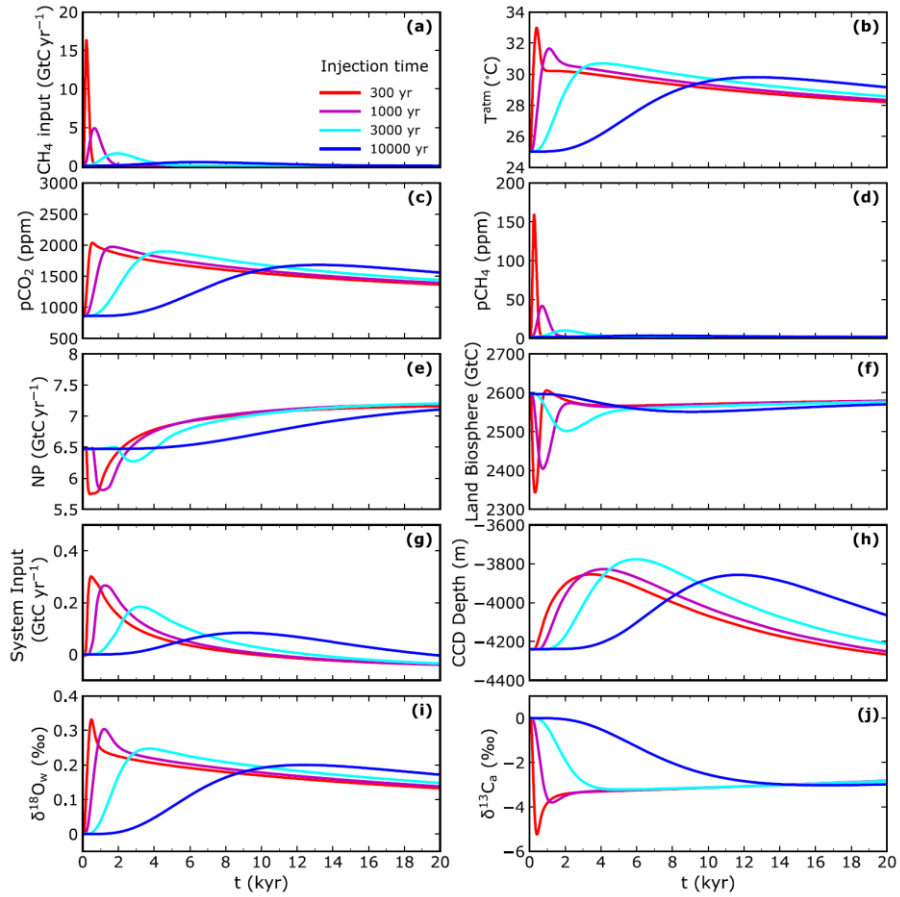 (a)
CH₄ input (GtC yr⁻¹)
20
15
10
5
0
Injection time
300 yr
1000 yr
3000 yr
10000 yr
(b)
Tᵃᵗᵐ (°C)
34
32
30
28
26
24
(c)
pCO₂ (ppm)
3000
2500
2000
1500
1000
500
(d)
pCH₄ (ppm)
200
150
100
50
0
(e)
NP (GtC yr⁻¹)
8
7.5
7
6.5
6
5.5
(f)
Land Biosphere (GtC)
2700
2600
2500
2400
2300
(g)
System Input
(GtC yr⁻¹)
0.4
0.2
0
(h)
CCD Depth (m)
−3600
−3800
−4000
−4200
−4400
(i)
δ¹⁸O_w (‰)
0.4
0.3
0.2
0.1
0
0 2 4 6 8 10 12 14 16 18 20
t (kyr)
(j)
δ¹³C_a (‰)
0
−2
−4
−6
0 2 4 6 8 10 12 14 16 18 20
t (kyr)